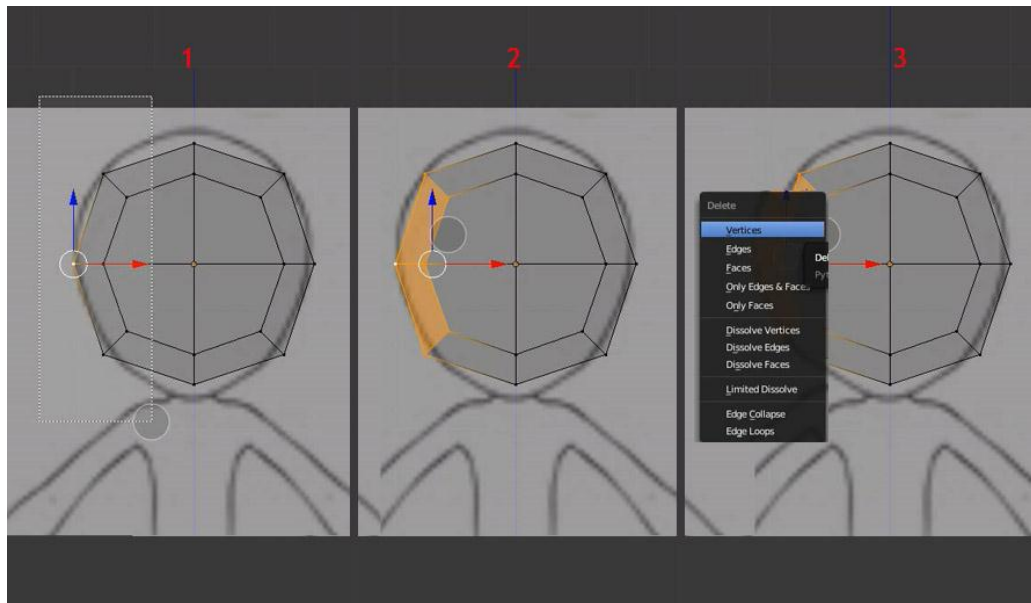 1
2
3
Delete
Vertices
Edges
Faces
Only Edges & Faces
Only Faces
Dissolve Vertices
Dissolve Edges
Dissolve Faces
Limited Dissolve
Edge Collapse
Edge Loops